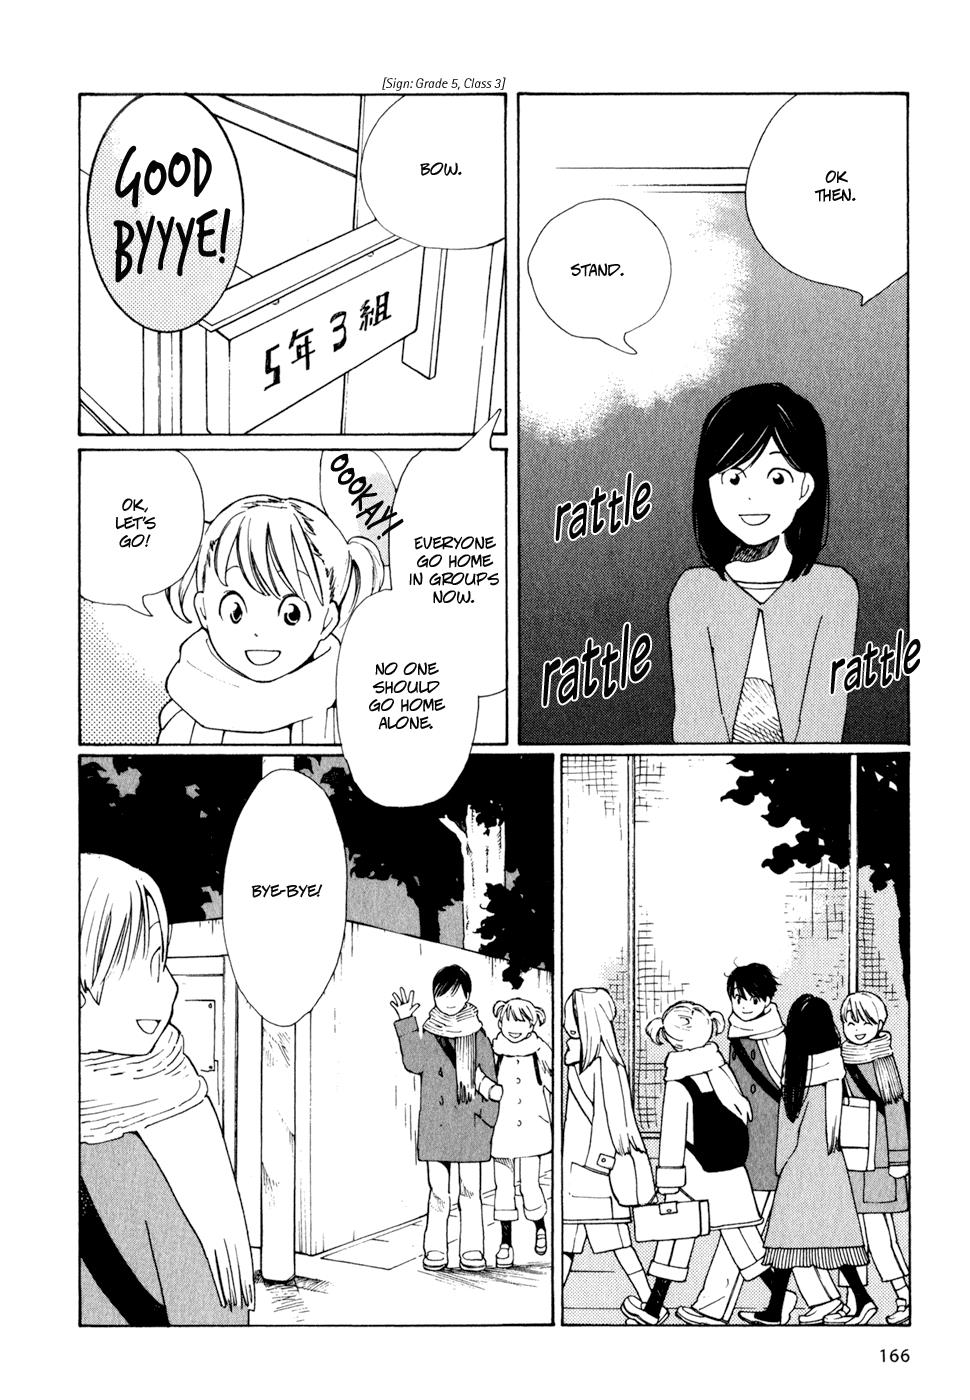 [Sign: Grade 5, Class 3]
OK
THEN.
STAND.
rattle
rattle
rattle
BOW.
GOOD
BYYYE!
5年3組
EVERYONE
GO HOME
IN GROUPS
NOW.
NO ONE
SHOULD
GO HOME
ALONE.
OOOKAY!
OK,
LET'S
GO!
BYE-BYE!
166